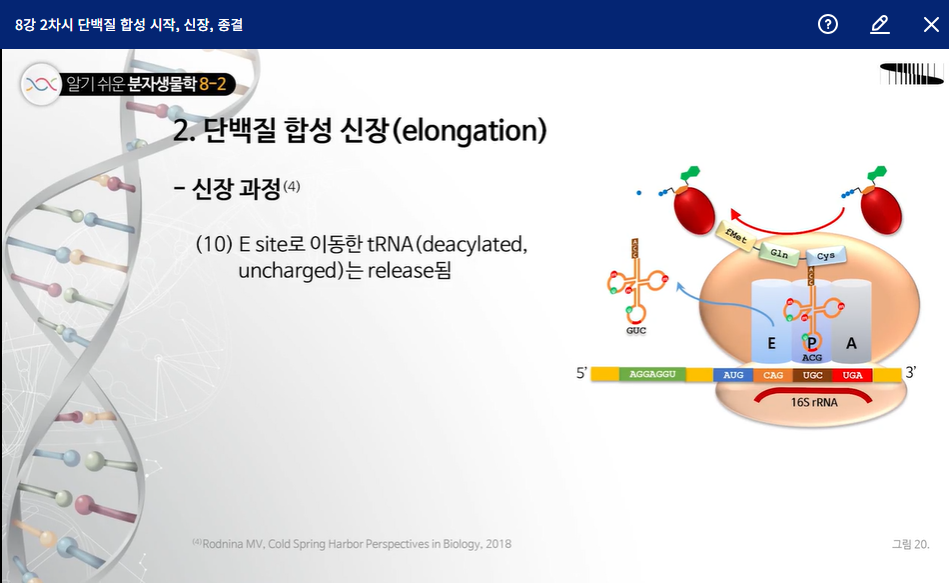 8강 2차시 단백질 합성 시작, 신장, 종결
알기 쉬운 분자생물학 8-2
2. 단백질 합성 신장(elongation)
- 신장 과정(4)
(10) E site로 이동한 tRNA(deacylated,
uncharged)는 release됨
fMet
Gln
Cys
ACC
ACC
GUC
E
P
A
ACG
5'
AGGAGGU
AUG
CAG
UGC
UGA
3'
16S rRNA
(4)Rodnina MV, Cold Spring Harbor Perspectives in Biology, 2018
그림 20.